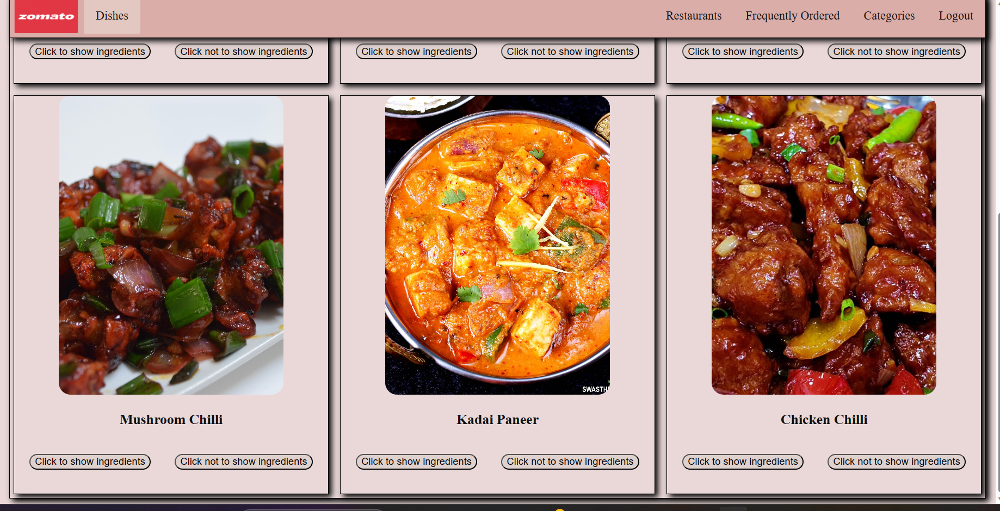 zomato Dishes Restaurants Frequently Ordered Categories Logout
Click to show ingredients Click not to show ingredients Click to show ingredients Click not to show ingredients Click to show ingredients Click not to show ingredients
SWASTHI
Mushroom Chilli Kadai Paneer Chicken Chilli
Click to show ingredients Click not to show ingredients Click to show ingredients Click not to show ingredients Click to show ingredients Click not to show ingredients